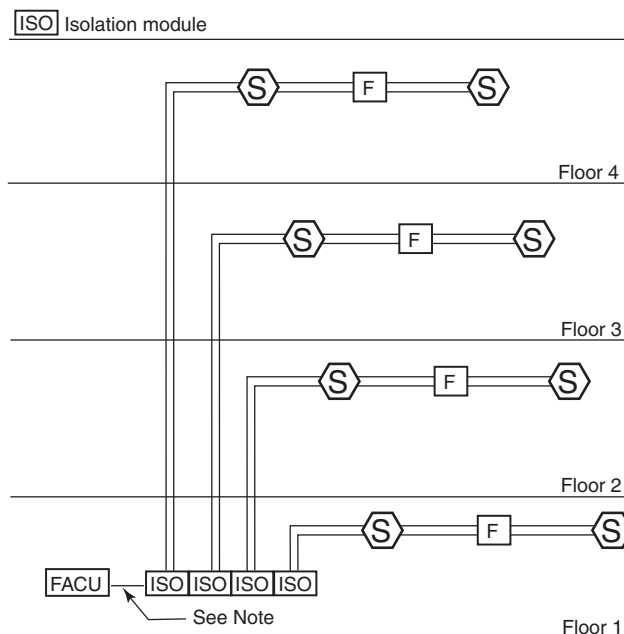 ISO Isolation module
S F S
Floor 4
S F S
Floor 3
S F S
Floor 2
S F S
FACU ISO ISO ISO ISO
See Note
Floor 1